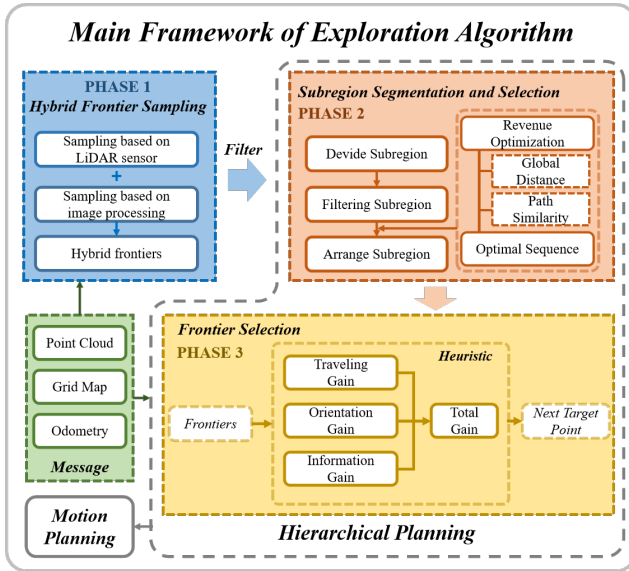 Main Framework of Exploration Algorithm
PHASE 1
Hybrid Frontier Sampling
Sampling based on
LiDAR sensor
+
Sampling based on
image processing
Hybrid frontiers
Filter
Subregion Segmentation and Selection
PHASE 2
Devide Subregion
Filtering Subregion
Arrange Subregion
Revenue
Optimization
Global
Distance
Path
Similarity
Optimal Sequence
Point Cloud
Grid Map
Odometry
Message
Frontier Selection
PHASE 3
Heuristic
Frontiers
Traveling
Gain
Orientation
Gain
Information
Gain
Total
Gain
Next Target
Point
Motion
Planning
Hierarchical Planning